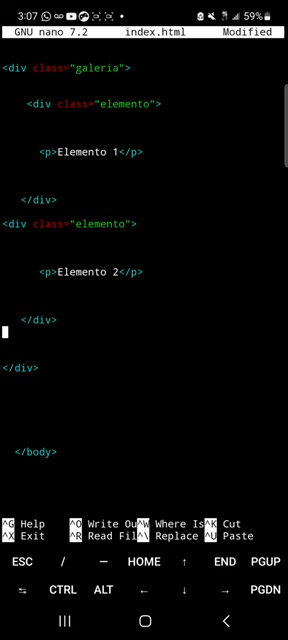 3:07 59%
GNU nano 7.2 index.html Modified
<div class="galeria">
<div class="elemento">
<p>Elemento 1</p>
</div>
<div class="elemento">
<p>Elemento 2</p>
</div>
</div>
</body>
^G Help ^O Write Ou^W Where Is^K Cut
^X Exit ^R Read Fil^\ Replace ^U Paste
ESC / — HOME ↑ END PGUP
⇆ CTRL ALT ← ↓ → PGDN